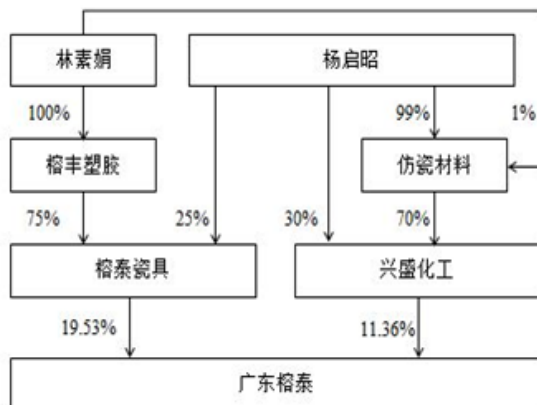 林素娟
杨启昭
100%
99%
1%
榕丰塑胶
仿瓷材料
75%
25%
30%
70%
榕泰瓷具
兴盛化工
19.53%
11.36%
广东榕泰